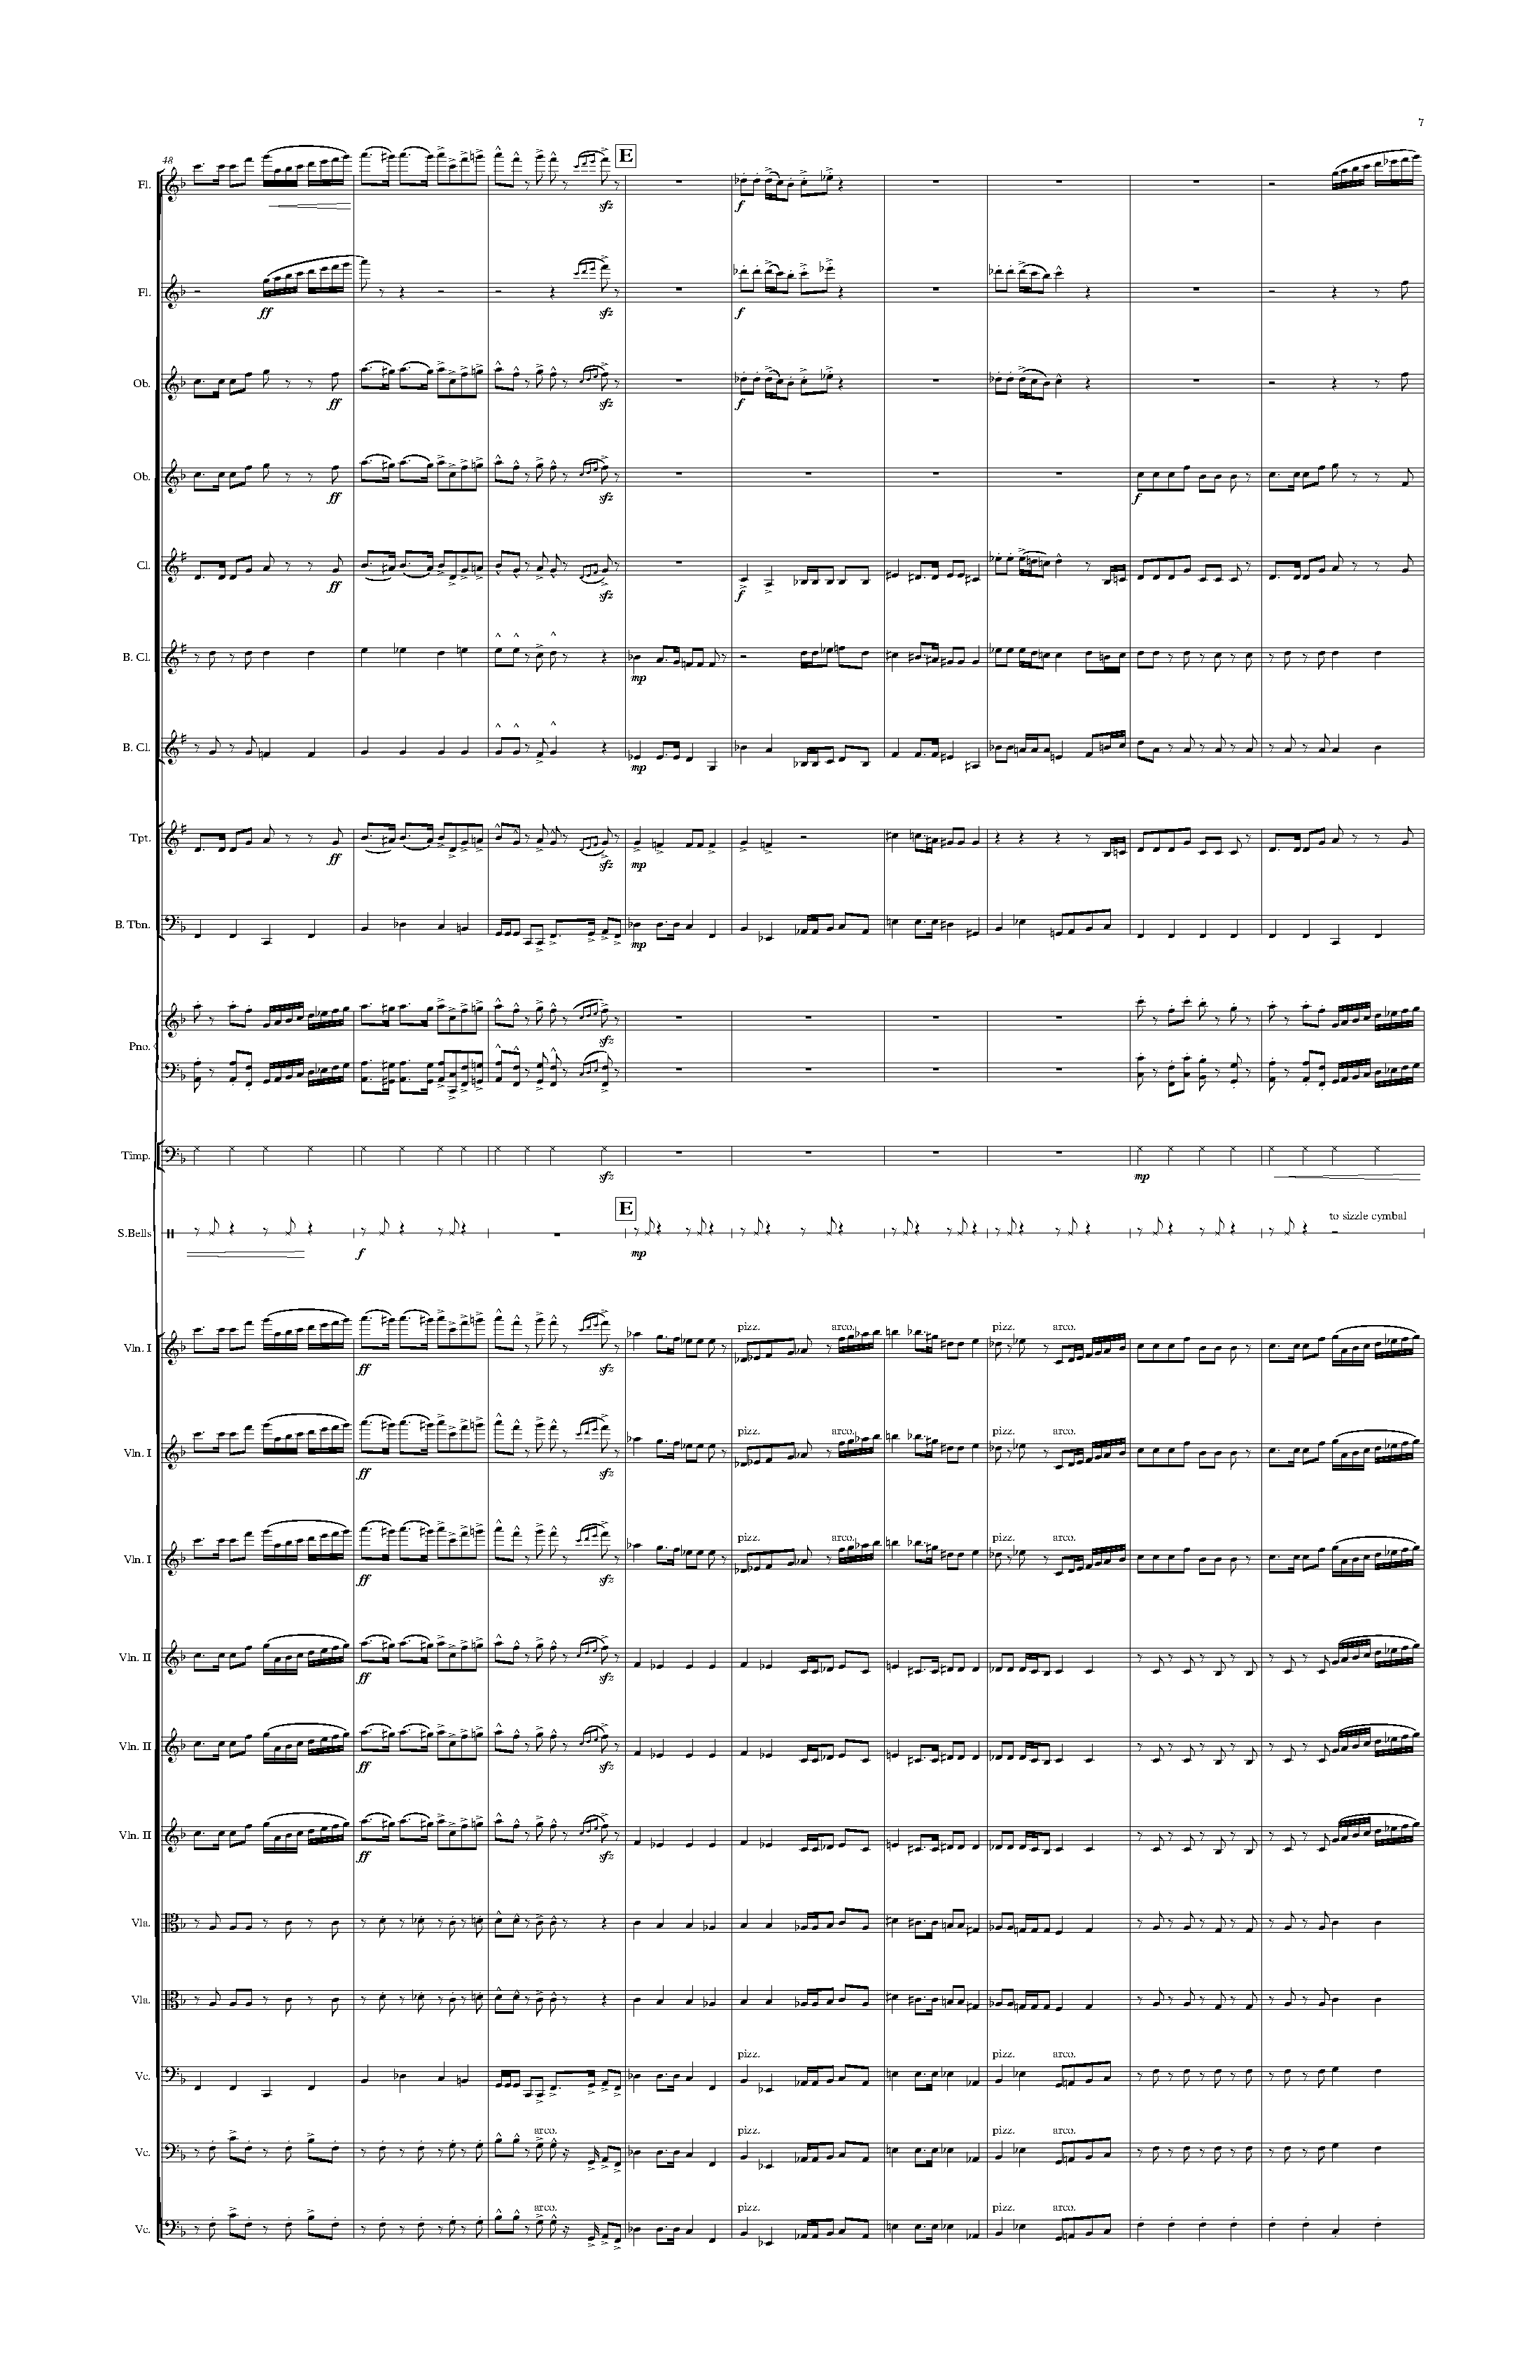 7
48
E
Fl.
sfz
f
Fl.
ff
sfz
f
Ob.
ff
sfz
f
Ob.
ff
sfz
f
Cl.
ff
sfz
f
B. Cl.
mp
B. Cl.
mp
Tpt.
ff
sfz
mp
B. Tbn.
mp
Pno.
sfz
Timp.
sfz
mp
E
to sizzle cymbal
S.Bells
f
mp
pizz.
arco.
pizz.
arco.
Vln. I
ff
sfz
pizz.
arco.
pizz.
arco.
Vln. I
ff
sfz
pizz.
arco.
pizz.
arco.
Vln. I
ff
sfz
Vln. II
ff
sfz
Vln. II
ff
sfz
Vln. II
ff
sfz
Vla.
Vla.
pizz.
pizz.
arco.
Vc.
arco.
pizz.
pizz.
arco.
Vc.
arco.
pizz.
pizz.
arco.
Vc.